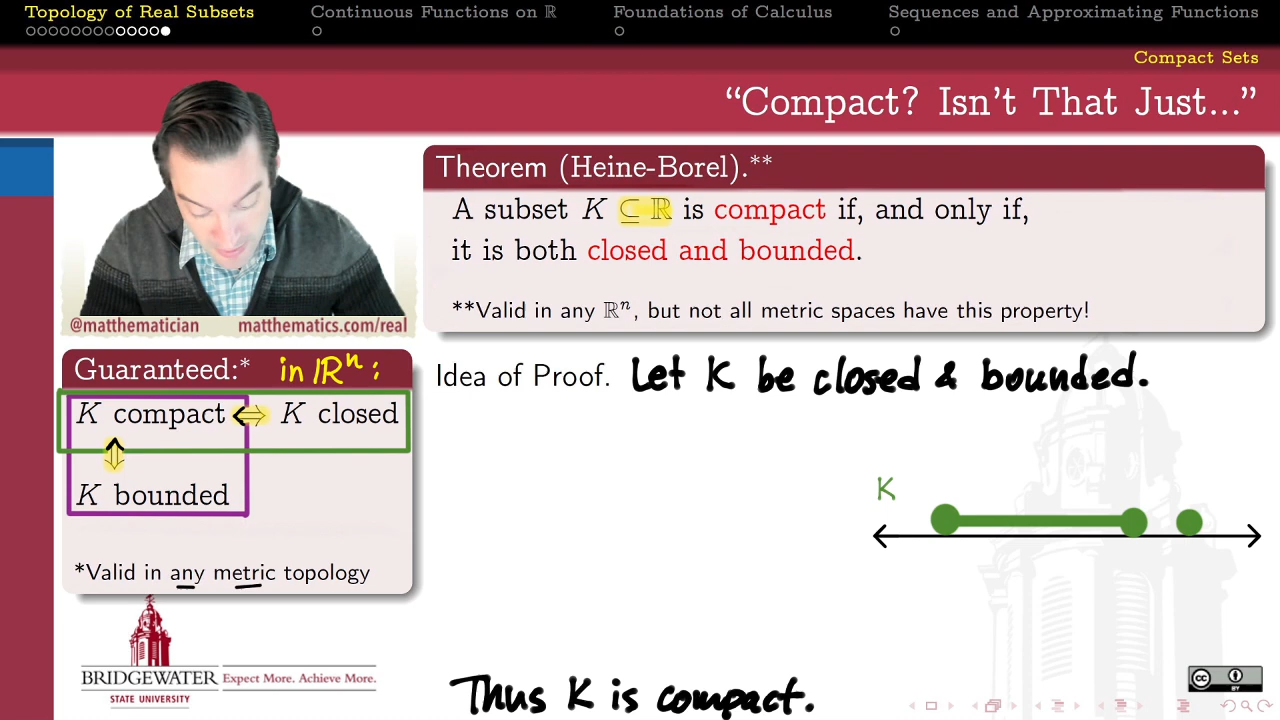 Topology of Real Subsets Continuous Functions on ℝ Foundations of Calculus Sequences and Approximating Functions
Compact Sets
“Compact? Isn't That Just...”
Theorem (Heine-Borel).**
A subset K ⊆ ℝ is compact if, and only if,
it is both closed and bounded.
**Valid in any ℝⁿ, but not all metric spaces have this property!
@matthematician matthematics.com/real
Guaranteed:* in ℝⁿ:
K compact ⇔ K closed
⇕
K bounded
*Valid in any metric topology
Idea of Proof. Let K be closed & bounded.
K
Thus K is compact.
BRIDGEWATER
STATE UNIVERSITY
Expect More. Achieve More.
CC BY